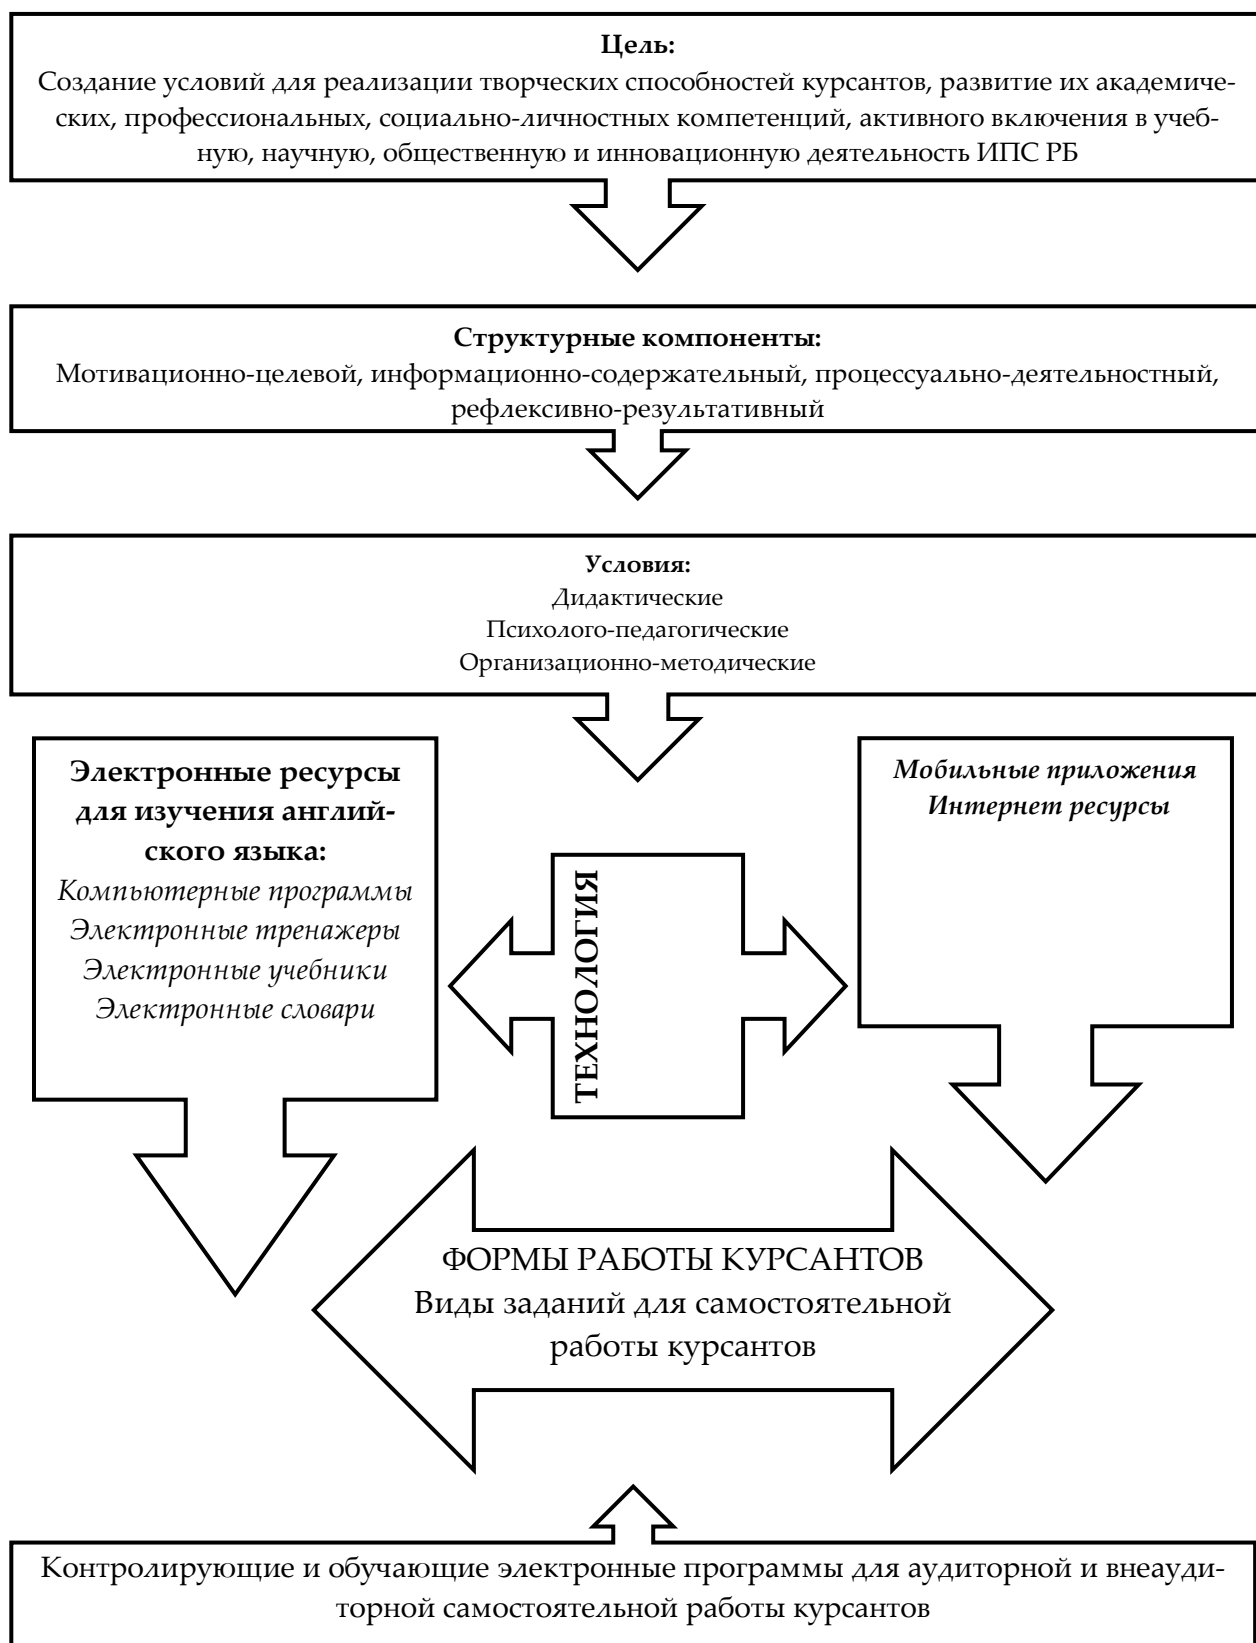 Цель:
Создание условий для реализации творческих способностей курсантов, развитие их академиче-
ских, профессиональных, социально-личностных компетенций, активного включения в учеб-
ную, научную, общественную и инновационную деятельность ИПС РБ
Структурные компоненты:
Мотивационно-целевой, информационно-содержательный, процессуально-деятельностный,
рефлексивно-результативный
Условия:
Дидактические
Психолого-педагогические
Организационно-методические
Электронные ресурсы
для изучения англий-
ского языка:
Компьютерные программы
Электронные тренажеры
Электронные учебники
Электронные словари
Мобильные приложения
Интернет ресурсы
ТЕХНОЛОГИЯ
ФОРМЫ РАБОТЫ КУРСАНТОВ
Виды заданий для самостоятельной
работы курсантов
Контролирующие и обучающие электронные программы для аудиторной и внеауди-
торной самостоятельной работы курсантов